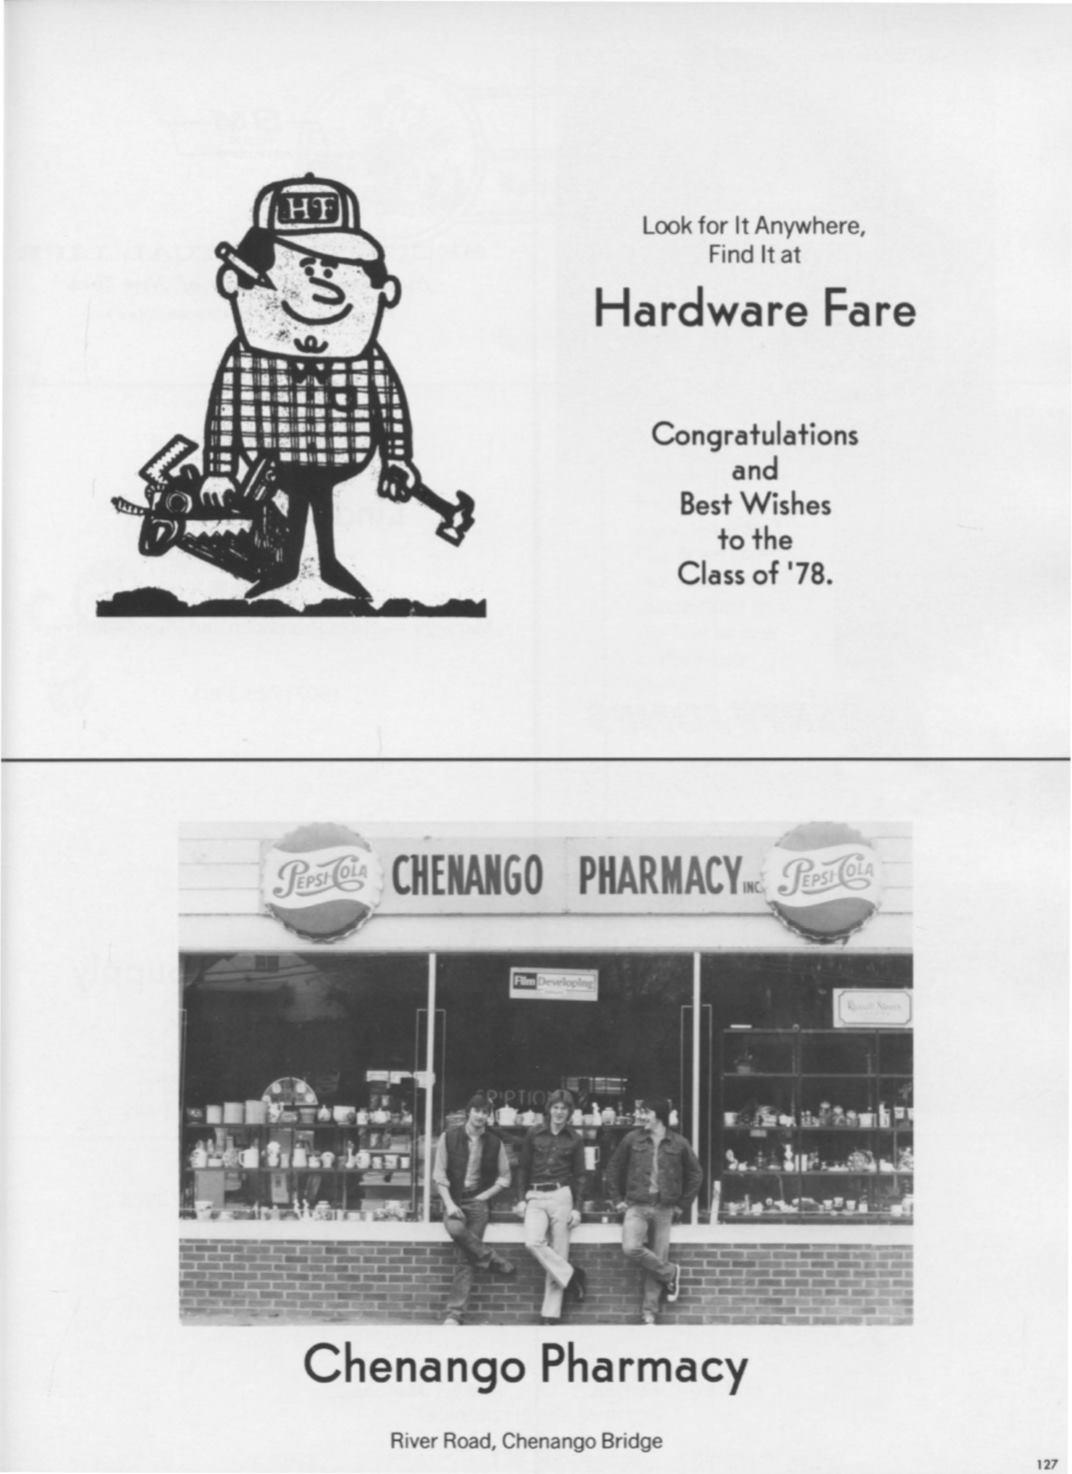 HF
Look for It Anywhere,
Find It at
Hardware Fare
Congratulations
and
Best Wishes
to the
Class of '78.
PEPSI-COLA
CHENANGO PHARMACY INC
PEPSI-COLA
Film Developing
Chenango Pharmacy
River Road, Chenango Bridge
127